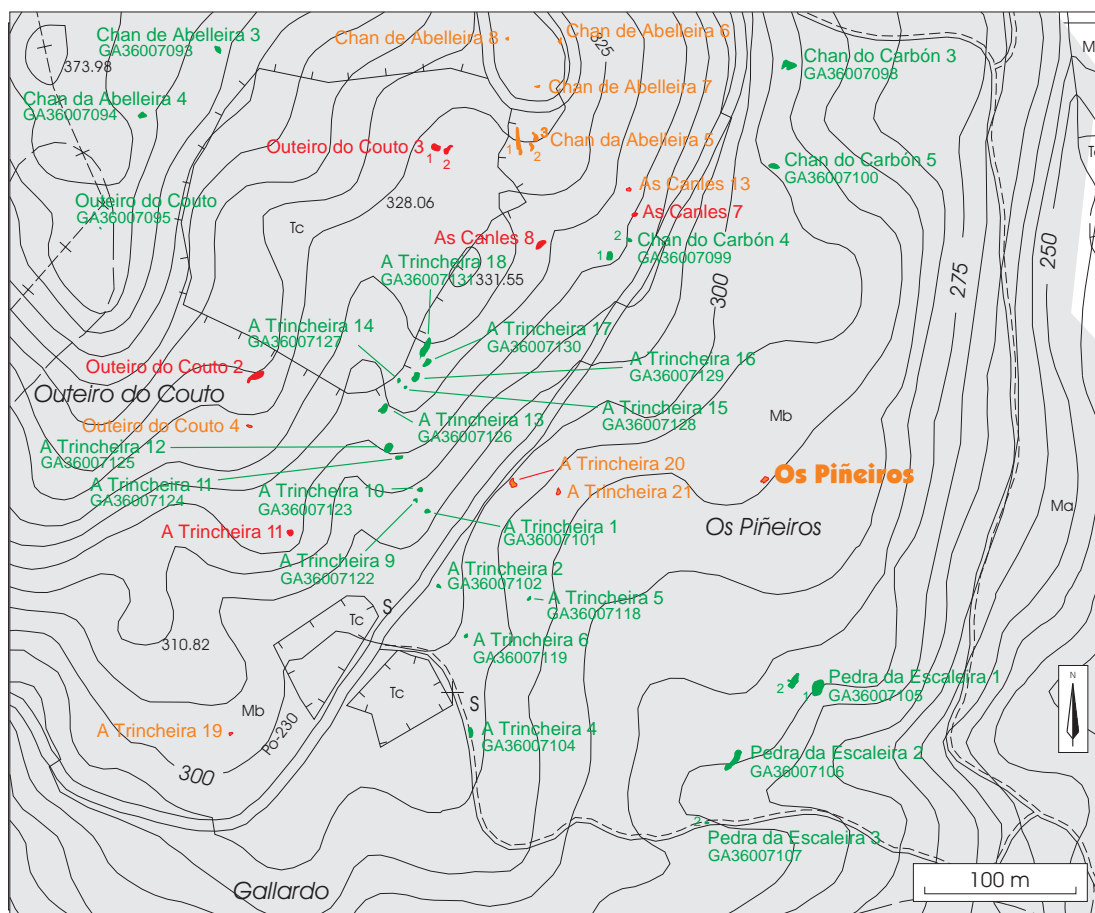 Chan de Abelleira 3
GA36007093
373.98
Chan de Abelleira 8
Chan de Abelleira 6
325
Chan do Carbón 3
GA36007098
M
Chan da Abelleira 4
GA36007094
Chan de Abelleira 7
Outeiro do Couto 3
1
2
1
3
2
Chan da Abelleira 5
Chan do Carbón 5
GA36007100
As Canles 13
Outeiro do Couto
GA36007095
328.06
Tc
As Canles 7
As Canles 8
2
Chan do Carbón 4
GA36007099
1
A Trincheira 18
GA36007131
331.55
300
275
250
A Trincheira 14
GA36007127
A Trincheira 17
GA36007130
A Trincheira 16
GA36007129
Outeiro do Couto 2
Outeiro do Couto
A Trincheira 15
GA36007128
Mb
A Trincheira 13
GA36007126
Outeiro do Couto 4
A Trincheira 12
GA36007125
A Trincheira 20
Os Piñeiros
A Trincheira 11
GA36007124
A Trincheira 10
GA36007123
A Trincheira 21
Ma
A Trincheira 1
GA36007101
Os Piñeiros
A Trincheira 11
A Trincheira 9
GA36007122
A Trincheira 2
GA36007102
A Trincheira 5
GA36007118
S
Tc
310.82
A Trincheira 6
GA36007119
Tc
2
1
Pedra da Escaleira 1
GA36007105
N
S
Mb
Po-230
A Trincheira 19
A Trincheira 4
GA36007104
Pedra da Escaleira 2
GA36007106
300
2
Pedra da Escaleira 3
GA36007107
100 m
Gallardo